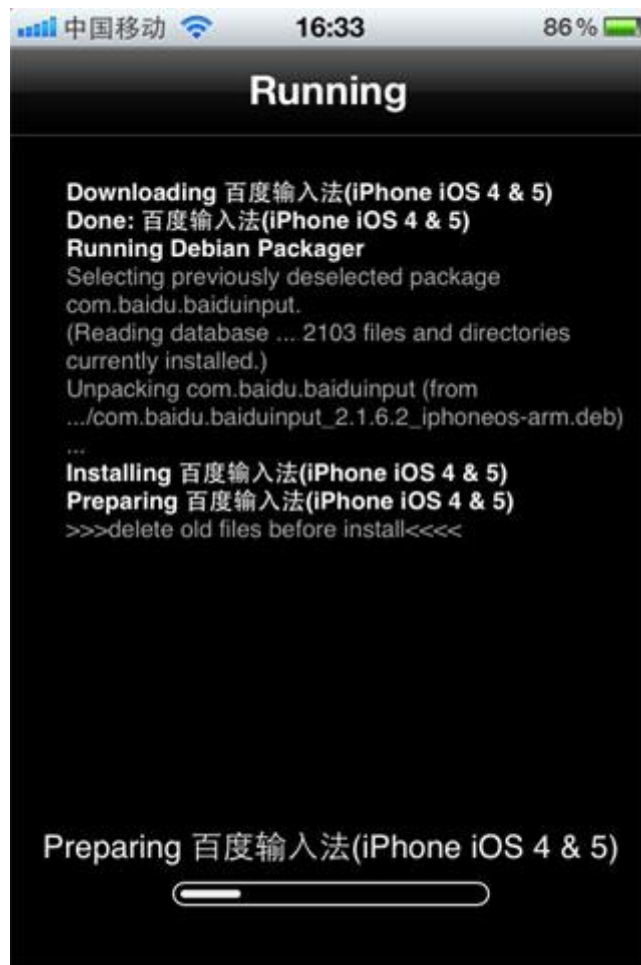 中国移动 16:33 86%
Running
Downloading 百度输入法(iPhone iOS 4 & 5)
Done: 百度输入法(iPhone iOS 4 & 5)
Running Debian Packager
Selecting previously deselected package
com.baidu.baiduinput.
(Reading database ... 2103 files and directories
currently installed.)
Unpacking com.baidu.baiduinput (from
.../com.baidu.baiduinput_2.1.6.2_iphoneos-arm.deb)
...
Installing 百度输入法(iPhone iOS 4 & 5)
Preparing 百度输入法(iPhone iOS 4 & 5)
>>>delete old files before install<<<<
Preparing 百度输入法(iPhone iOS 4 & 5)